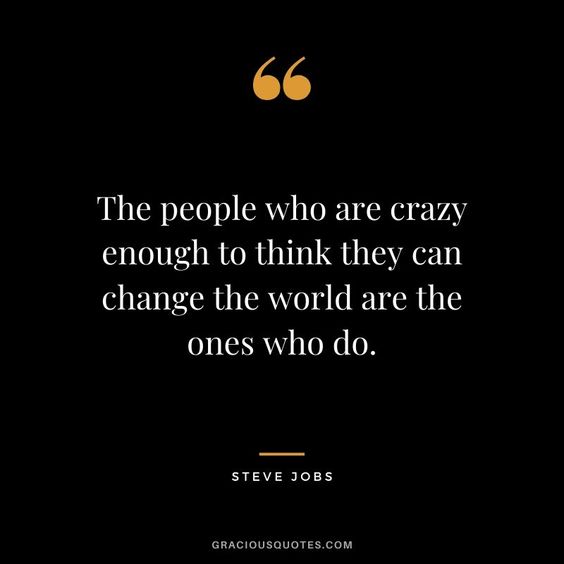 “
The people who are crazy
enough to think they can
change the world are the
ones who do.
STEVE JOBS
GRACIOUSQUOTES.COM